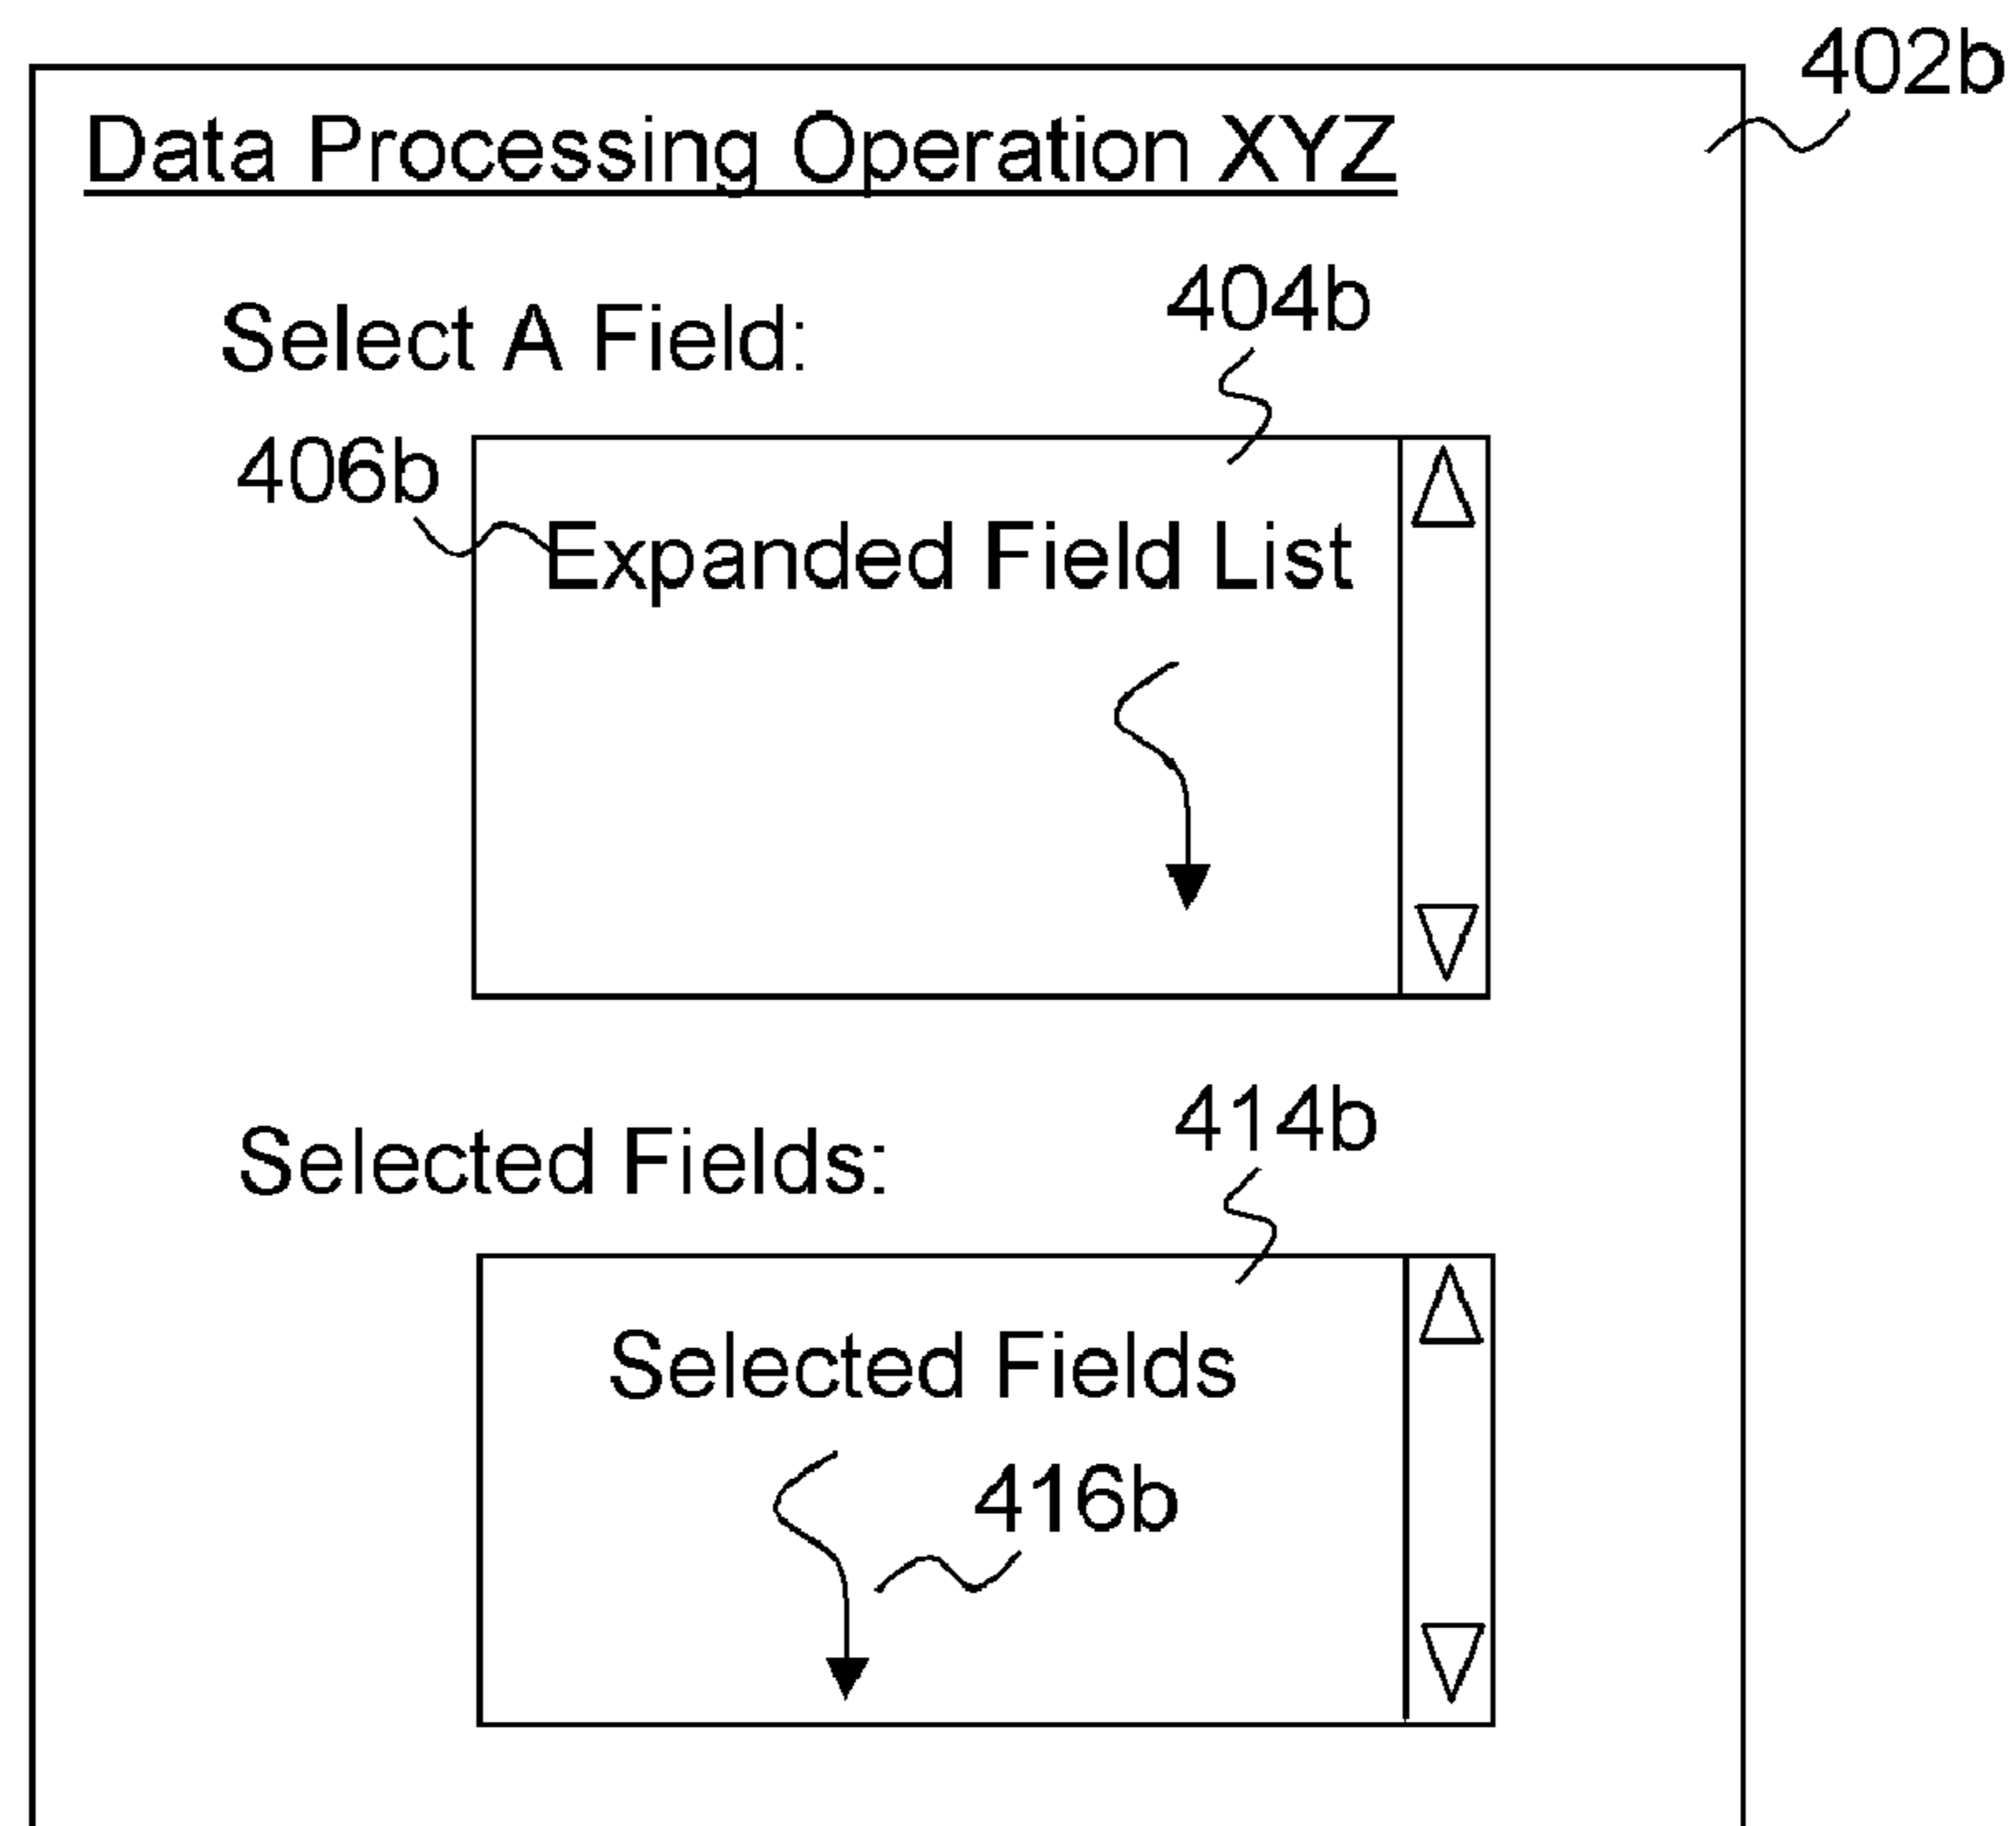 402b
Data Processing Operation XYZ
404b
Select A Field:
406b
Expanded Field List
414b
Selected Fields:
Selected Fields
416b